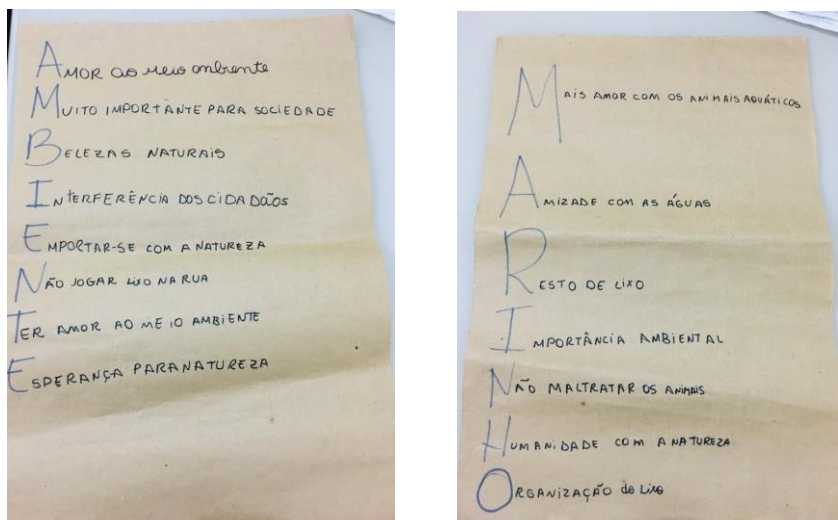 AMOR ao meio ambiente
MUITO IMPORTANTE PARA SOCIEDADE
BELEZAS NATURAIS
INTERFERÊNCIA DOS CIDADãOS
EMPORTAR-SE COM A NATUREZA
NÃO JOGAR LIXO NA RUA
TER AMOR AO MEIO AMBIENTE
ESPERANÇA PARA NATUREZA
MAIS AMOR COM OS ANIMAIS AQUÁTICOS
AMIZADE COM AS ÁGUAS
RESTO DE LIXO
IMPORTÂNCIA AMBIENTAL
NÃO MALTRATAR OS ANIMAIS
HUMANIDADE COM A NATUREZA
ORGANIZAÇÃO do Lixo